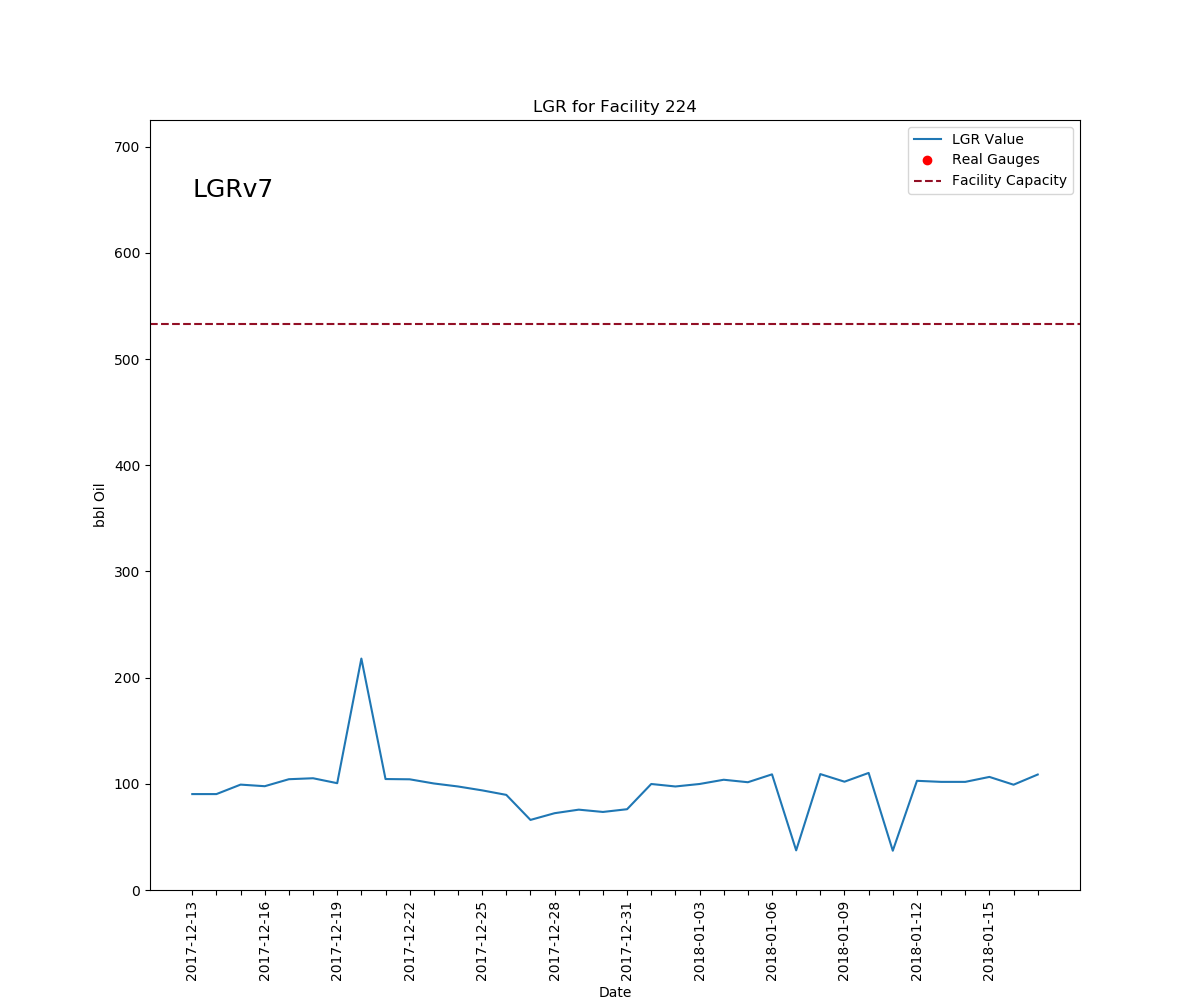 LGR for Facility 224
LGRv7
LGR Value
Real Gauges
Facility Capacity
700
600
500
400
300
200
100
0
bbl Oil
2017-12-13
2017-12-16
2017-12-19
2017-12-22
2017-12-25
2017-12-28
2017-12-31
2018-01-03
2018-01-06
2018-01-09
2018-01-12
2018-01-15
Date